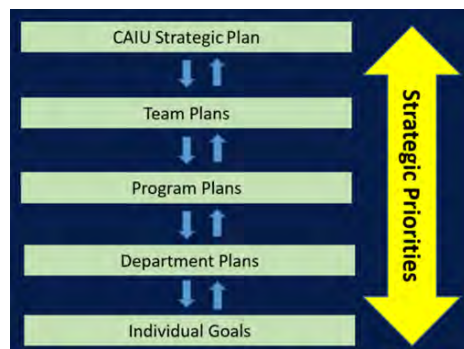 CAIU Strategic Plan
Team Plans
Program Plans
Department Plans
Individual Goals
Strategic Priorities